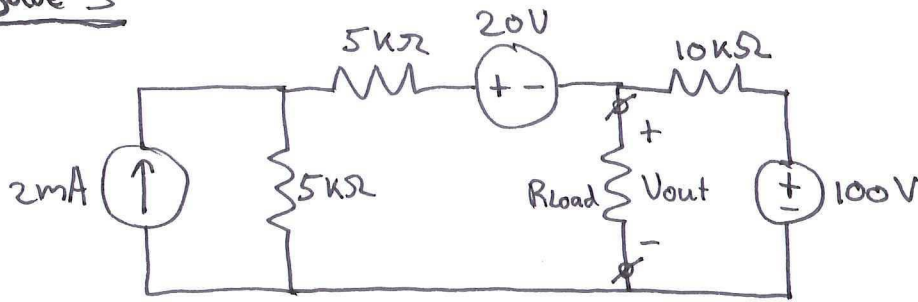 20V
5KΩ
10KΩ
+ -
+
2mA
5KΩ
RLoad
Vout
+
-
100V
-